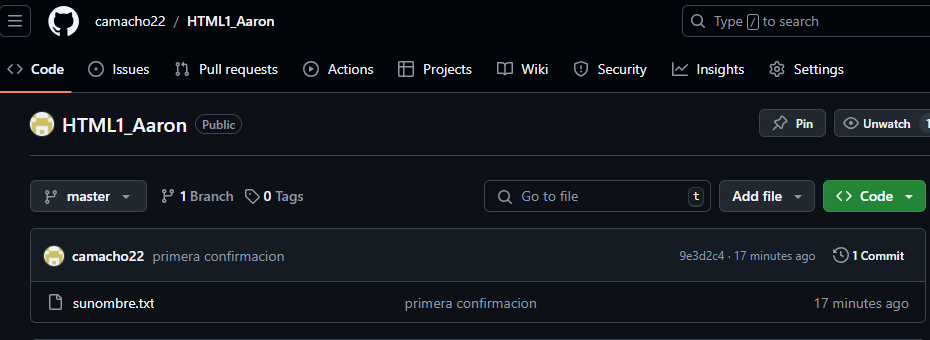 camacho22 / HTML1_Aaron Type / to search
Code Issues Pull requests Actions Projects Wiki Security Insights Settings
HTML1_Aaron Public Pin Unwatch 1
master 1 Branch 0 Tags Go to file t Add file Code
camacho22 primera confirmacion 9e3d2c4 · 17 minutes ago 1 Commit
sunombre.txt primera confirmacion 17 minutes ago